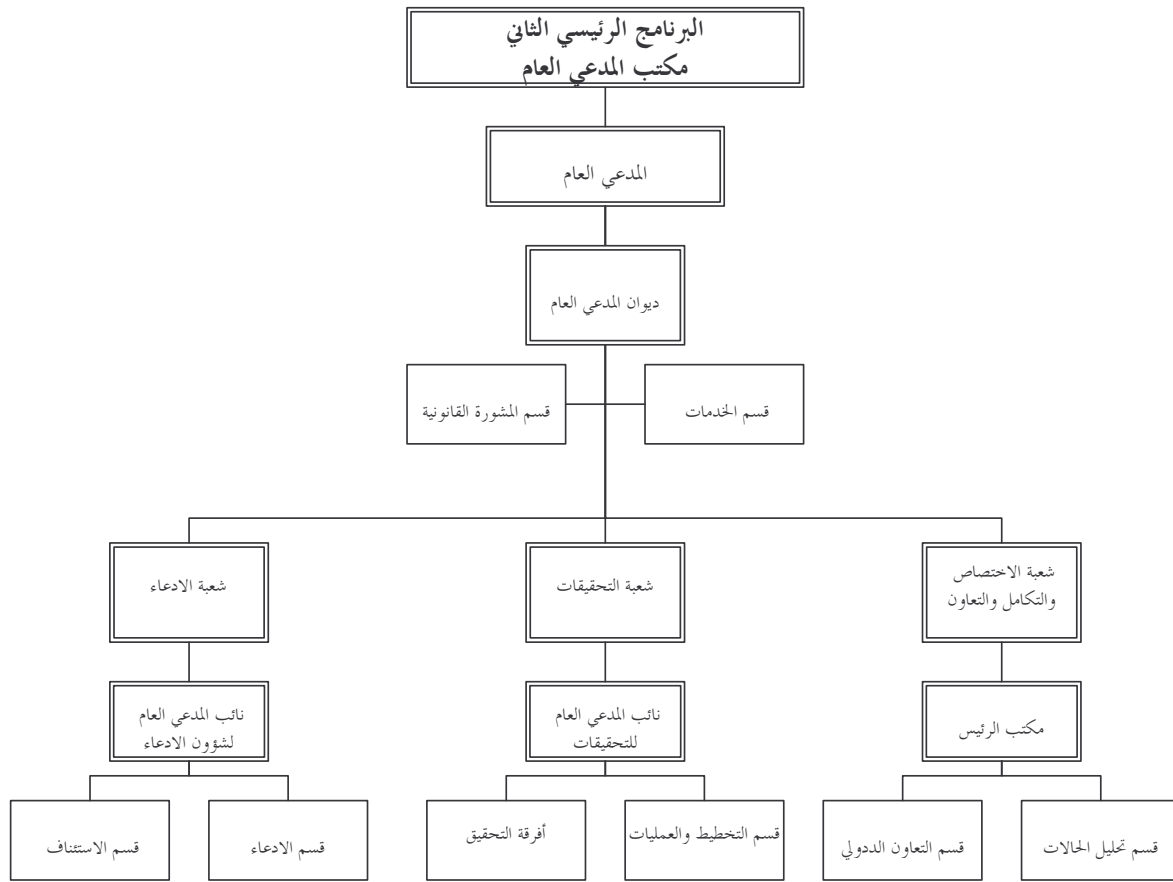 البرنامج الرئيسي الثاني
مكتب المدعي العام
المدعي العام
ديوان المدعي العام
قسم الخدمات
قسم المشورة القانونية
شعبة الاختصاص
والتكامل والتعاون
شعبة التحقيقات
شعبة الادعاء
مكتب الرئيس
نائب المدعي العام
للتحقيقات
نائب المدعي العام
لشؤون الادعاء
قسم تحليل الحالات
قسم التعاون الددولي
قسم التخطيط والعمليات
أفرقة التحقيق
قسم الادعاء
قسم الاستئناف